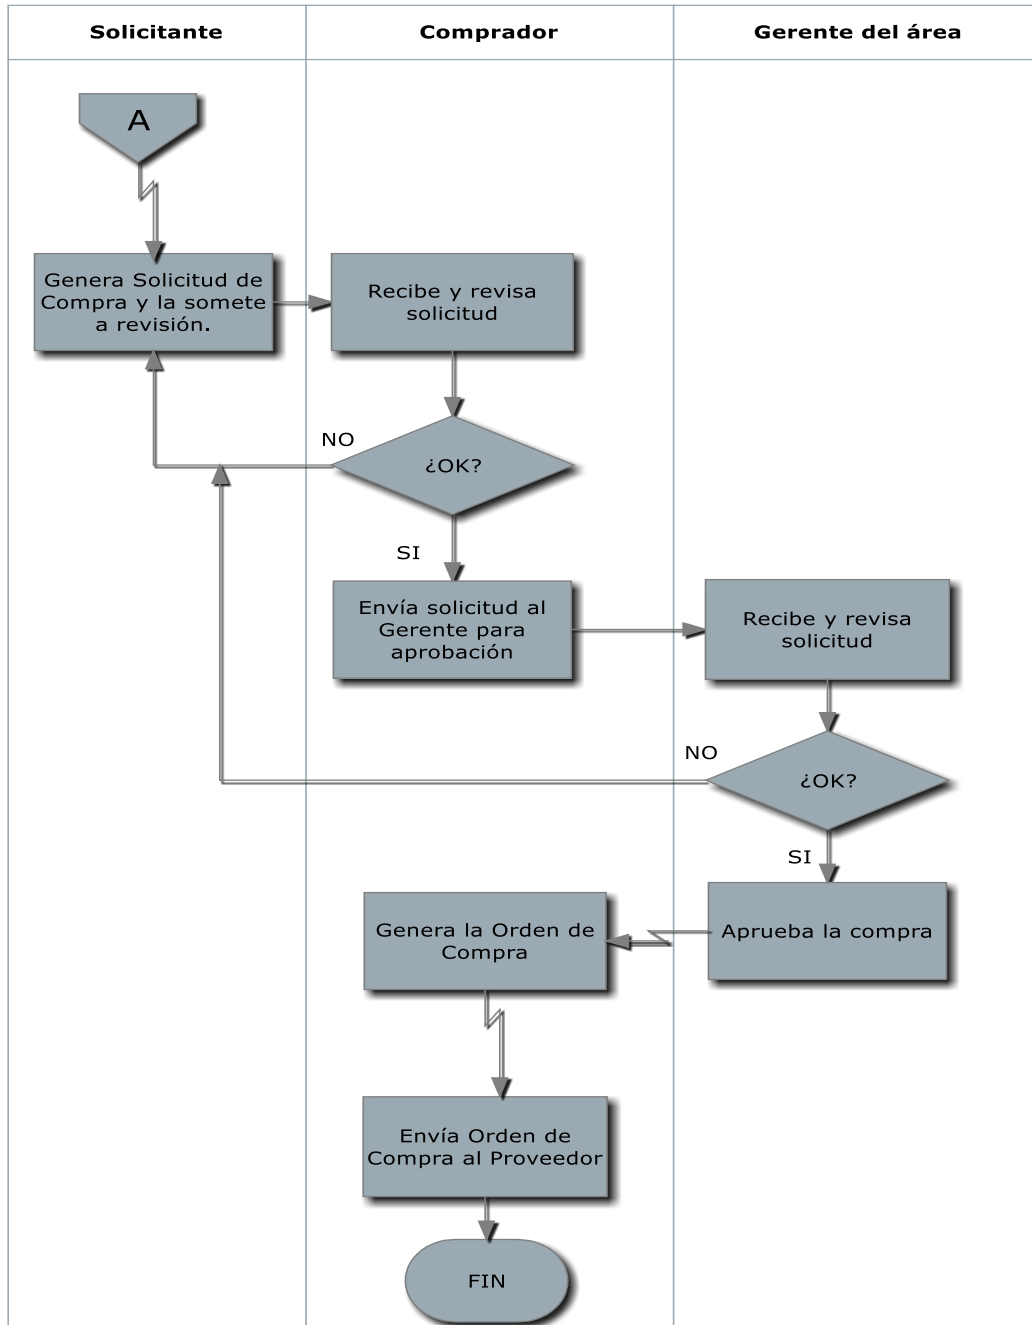 Solicitante
Comprador
Gerente del área
A
Genera Solicitud de
Compra y la somete
a revisión.
Recibe y revisa
solicitud
NO
¿OK?
SI
Envía solicitud al
Gerente para
aprobación
Recibe y revisa
solicitud
NO
¿OK?
SI
Aprueba la compra
Genera la Orden de
Compra
Envía Orden de
Compra al Proveedor
FIN